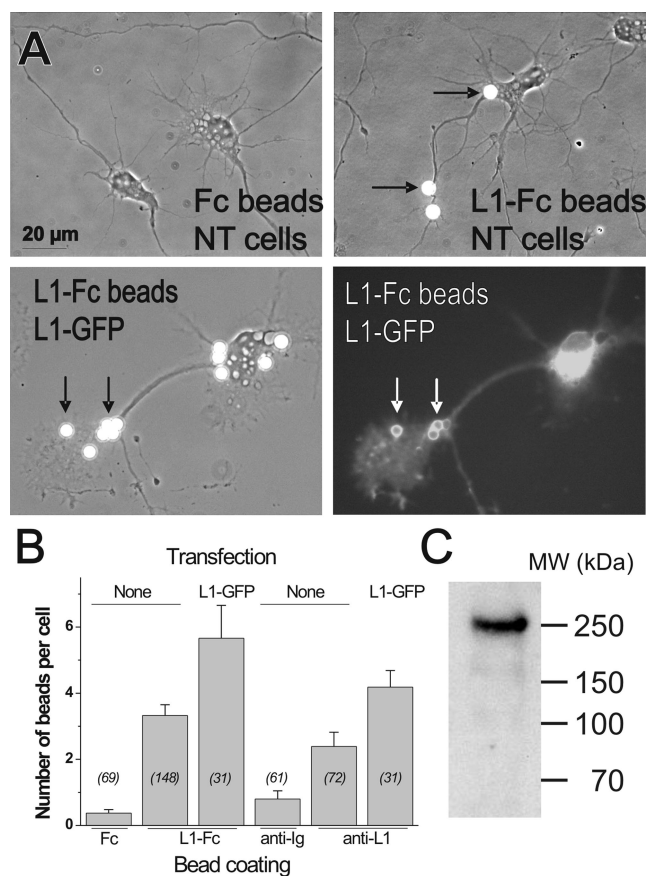 A
Fc beads
NT cells
20 µm
L1-Fc beads
NT cells
L1-Fc beads
L1-GFP
L1-Fc beads
L1-GFP
B
Transfection
None L1-GFP None L1-GFP
Number of beads per cell
6
4
2
0
(69) (148) (31) (61) (72) (31)
Fc L1-Fc anti-Ig anti-L1
Bead coating
C
MW (kDa)
250
150
100
70